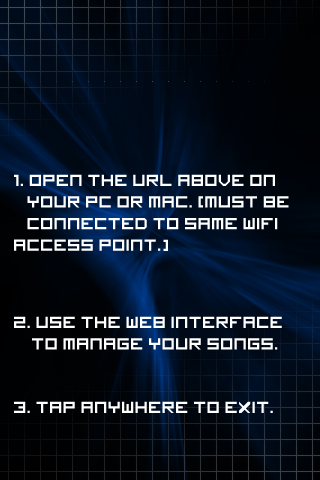 1. OPEN THE URL ABOVE ON
YOUR PC OR MAC. [MUST BE
CONNECTED TO SAME WIFI
ACCESS POINT.]
2. USE THE WEB INTERFACE
TO MANAGE YOUR SONGS.
3. TAP ANYWHERE TO EXIT.